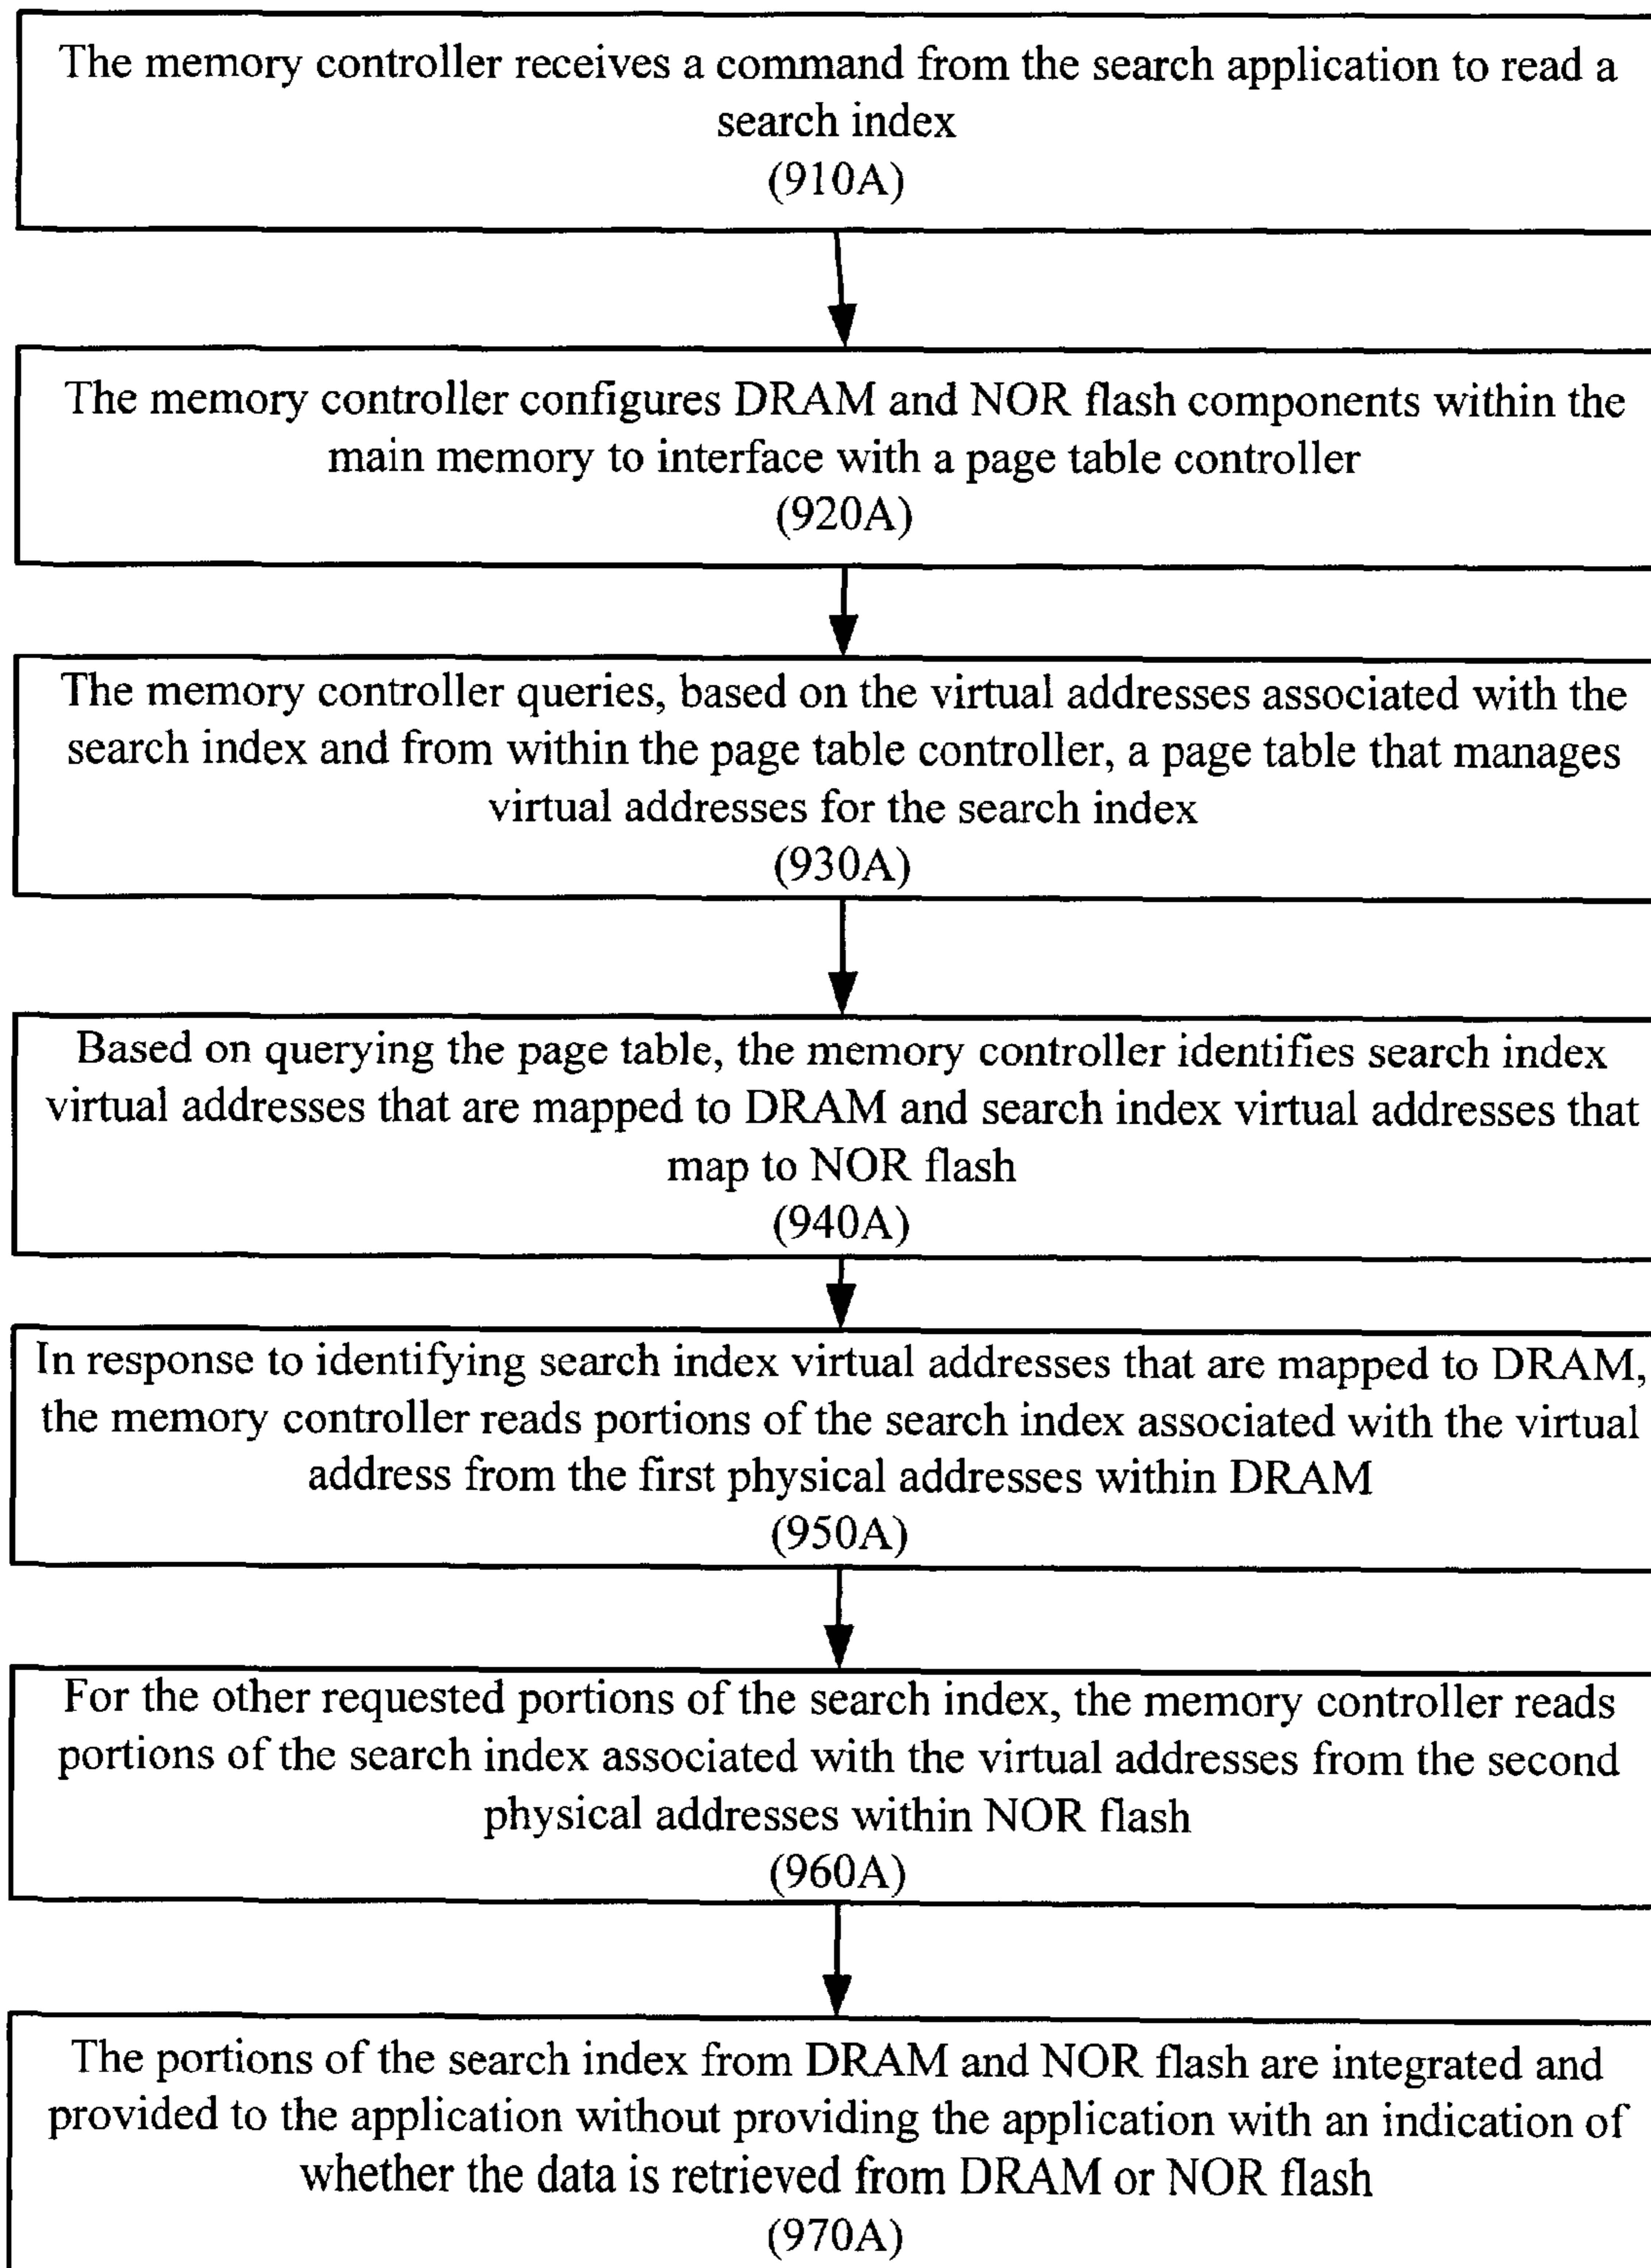 The memory controller receives a command from the search application to read a
search index
(910A)
The memory controller configures DRAM and NOR flash components within the
main memory to interface with a page table controller
(920A)
The memory controller queries, based on the virtual addresses associated with the
search index and from within the page table controller, a page table that manages
virtual addresses for the search index
(930A)
Based on querying the page table, the memory controller identifies search index
virtual addresses that are mapped to DRAM and search index virtual addresses that
map to NOR flash
(940A)
In response to identifying search index virtual addresses that are mapped to DRAM,
the memory controller reads portions of the search index associated with the virtual
address from the first physical addresses within DRAM
(950A)
For the other requested portions of the search index, the memory controller reads
portions of the search index associated with the virtual addresses from the second
physical addresses within NOR flash
(960A)
The portions of the search index from DRAM and NOR flash are integrated and
provided to the application without providing the application with an indication of
whether the data is retrieved from DRAM or NOR flash
(970A)